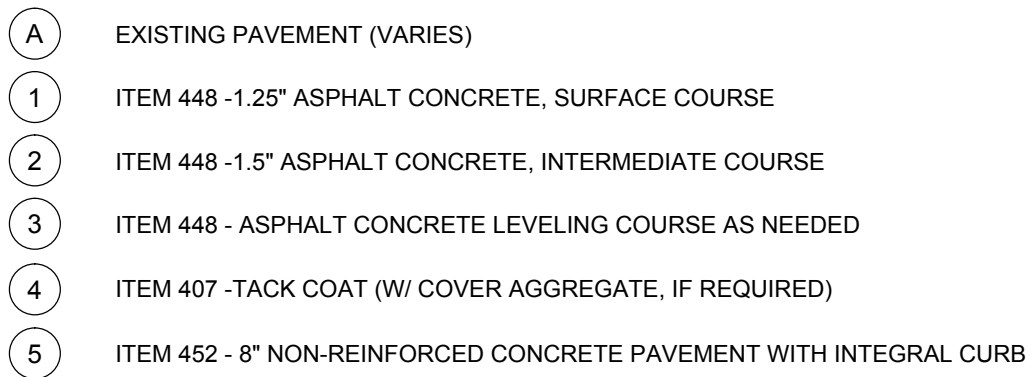 A EXISTING PAVEMENT (VARIES)
1 ITEM 448 -1.25" ASPHALT CONCRETE, SURFACE COURSE
2 ITEM 448 -1.5" ASPHALT CONCRETE, INTERMEDIATE COURSE
3 ITEM 448 - ASPHALT CONCRETE LEVELING COURSE AS NEEDED
4 ITEM 407 -TACK COAT (W/ COVER AGGREGATE, IF REQUIRED)
5 ITEM 452 - 8" NON-REINFORCED CONCRETE PAVEMENT WITH INTEGRAL CURB